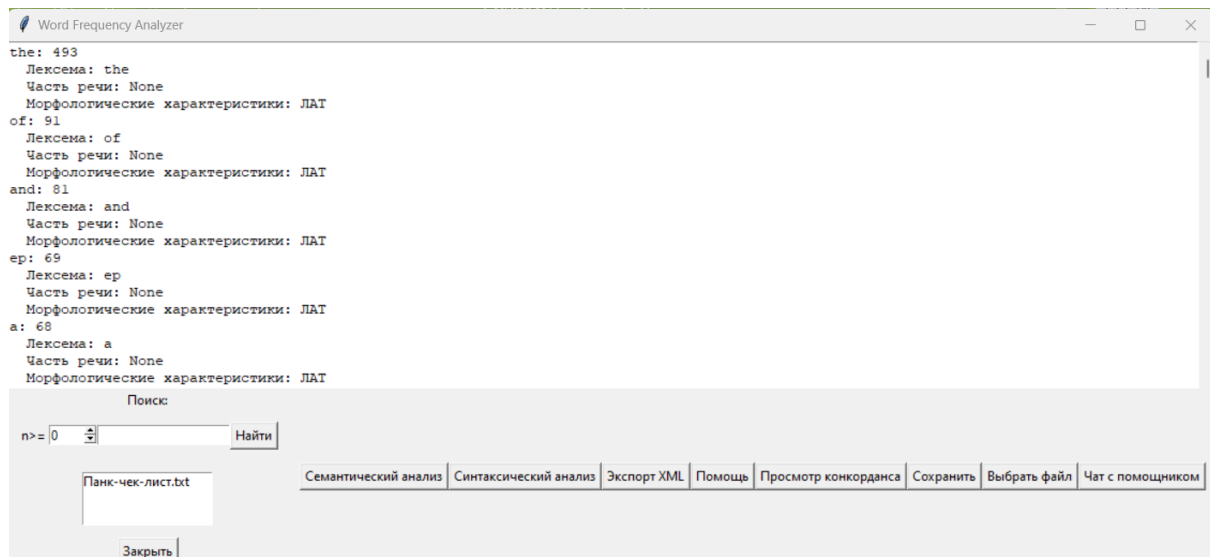 Word Frequency Analyzer
the: 493
Лексема: the
Часть речи: None
Морфологические характеристики: ЛАТ
of: 91
Лексема: of
Часть речи: None
Морфологические характеристики: ЛАТ
and: 81
Лексема: and
Часть речи: None
Морфологические характеристики: ЛАТ
ep: 69
Лексема: ep
Часть речи: None
Морфологические характеристики: ЛАТ
a: 68
Лексема: a
Часть речи: None
Морфологические характеристики: ЛАТ
Поиск:
n>= 0 Найти
Семантический анализ Синтаксический анализ Экспорт XML Помощь Просмотр конкорданса Сохранить Выбрать файл Чат с помощником
Панк-чек-лист.txt
Закрыть